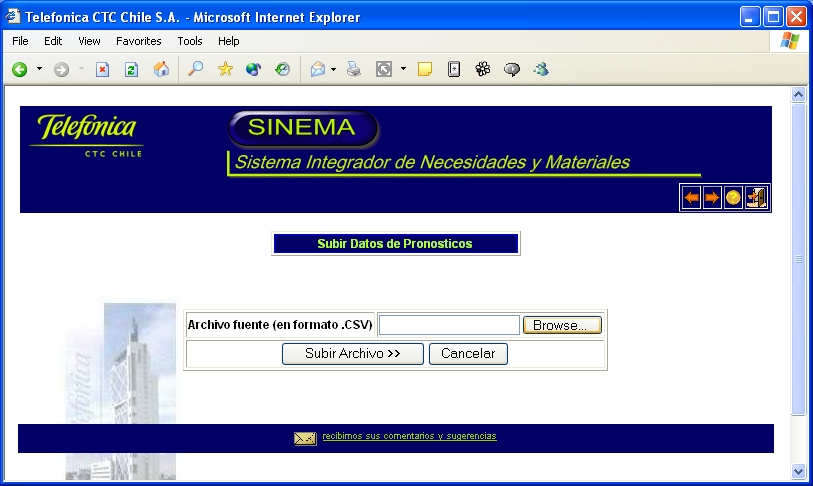 Telefonica CTC Chile S.A. - Microsoft Internet Explorer
File Edit View Favorites Tools Help
Telefónica
CTC CHILE
SINEMA
Sistema Integrador de Necesidades y Materiales
Subir Datos de Pronosticos
Archivo fuente (en formato .CSV) Browse...
Subir Archivo >> Cancelar
recibimos sus comentarios y sugerencias